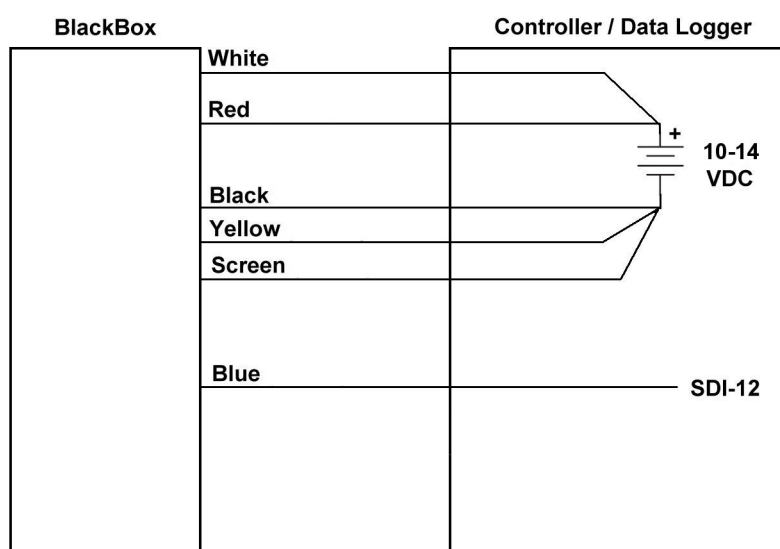 BlackBox
Controller / Data Logger
White
Red
+
10-14
VDC
Black
Yellow
Screen
Blue
SDI-12